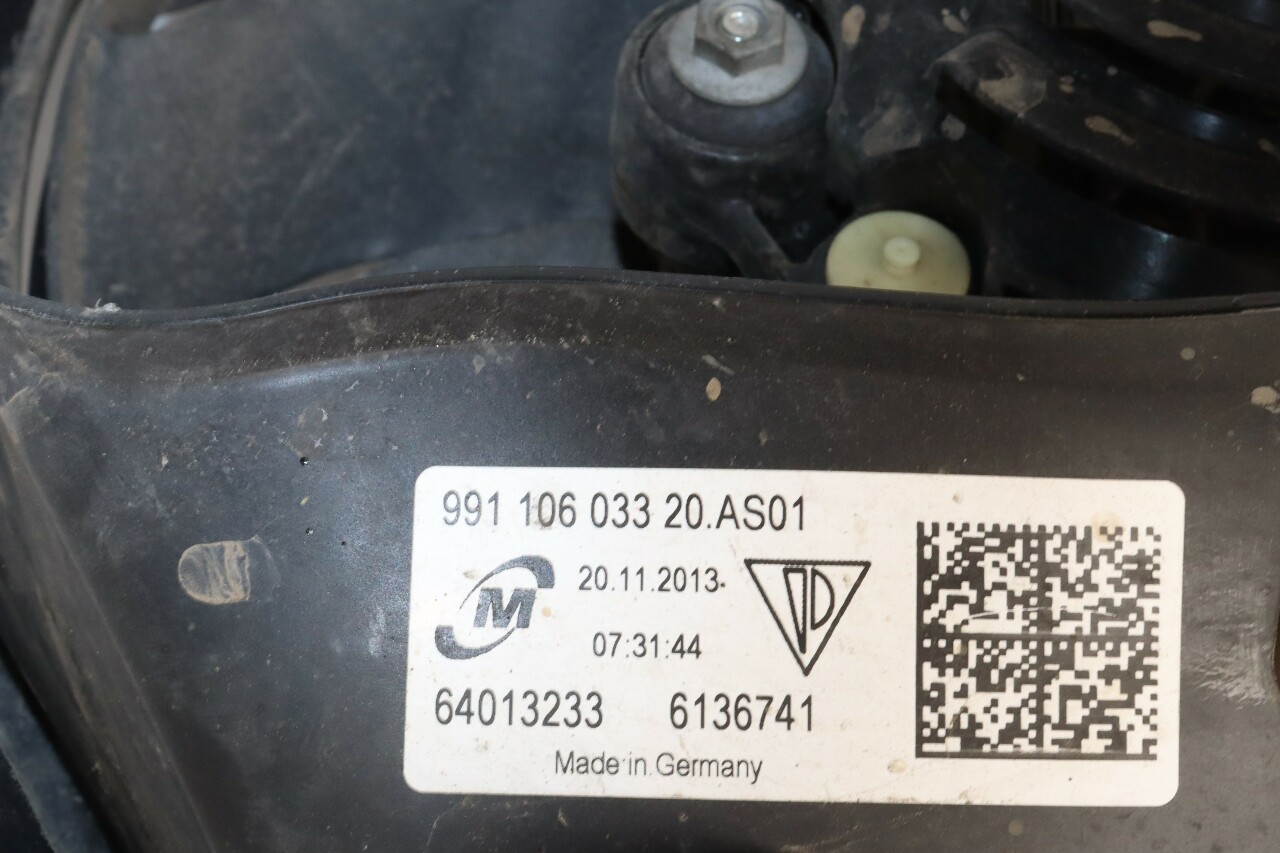 991 106 033 20.AS01
M
20.11.2013-
07:31:44
64013233 6136741
Made in Germany